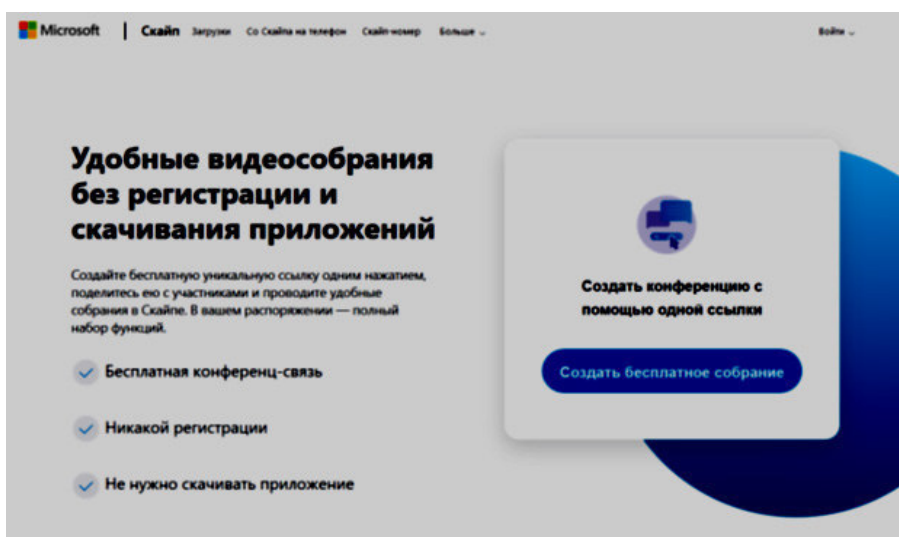 Microsoft | Скайп Загрузки Со Скайпа на телефон Скайп-номер Больше Войти
Удобные видеособрания
без регистрации и
скачивания приложений
Создайте бесплатную уникальную ссылку одним нажатием,
поделитесь ею с участниками и проводите удобные
собрания в Скайпе. В вашем распоряжении — полный
набор функций.
Бесплатная конференц-связь
Никакой регистрации
Не нужно скачивать приложение
Создать конференцию с
помощью одной ссылки
Создать бесплатное собрание